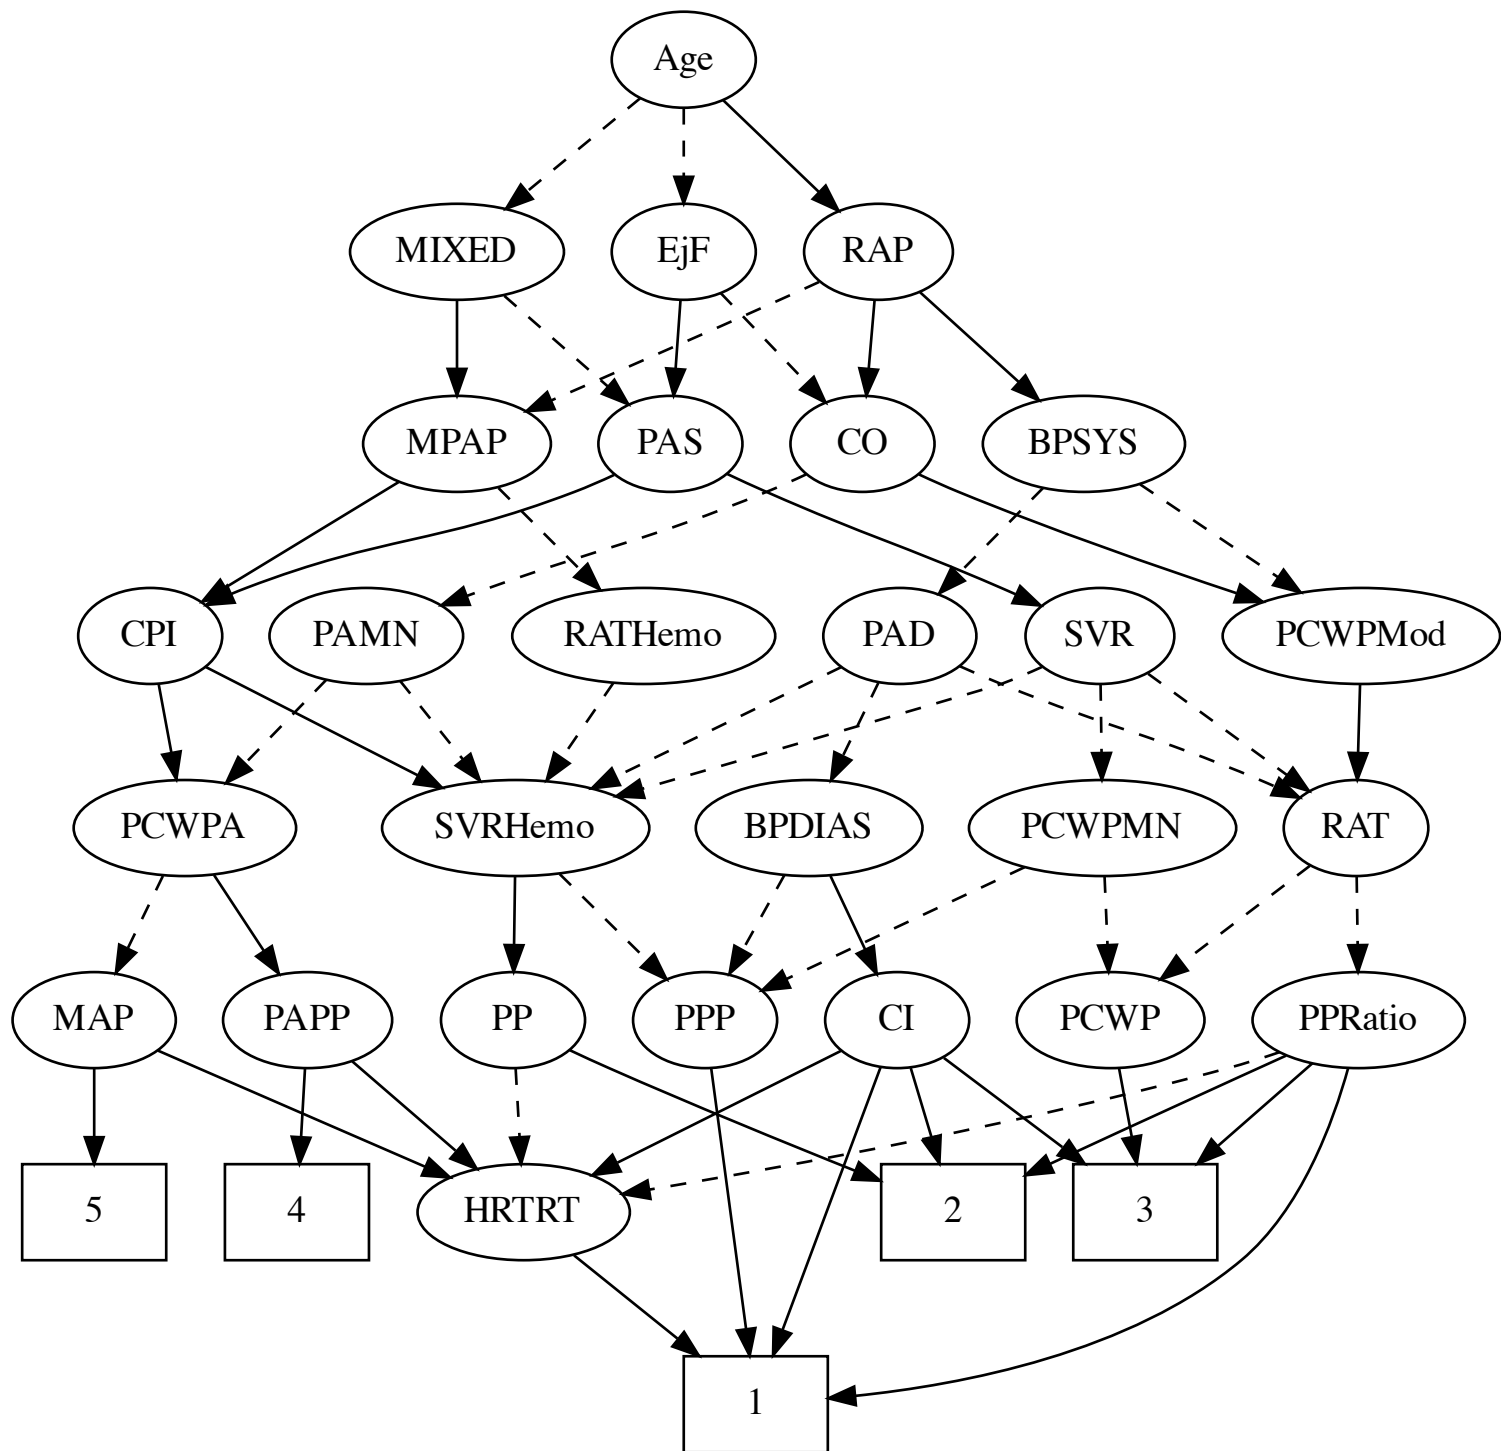 Age
MIXED
EjF
RAP
MPAP
PAS
CO
BPSYS
CPI
PAMN
RATHemo
PAD
SVR
PCWPMod
PCWPA
SVRHemo
BPDIAS
PCWPMN
RAT
MAP
PAPP
PP
PPP
CI
PCWP
PPRatio
5
4
HRTRT
2
3
1